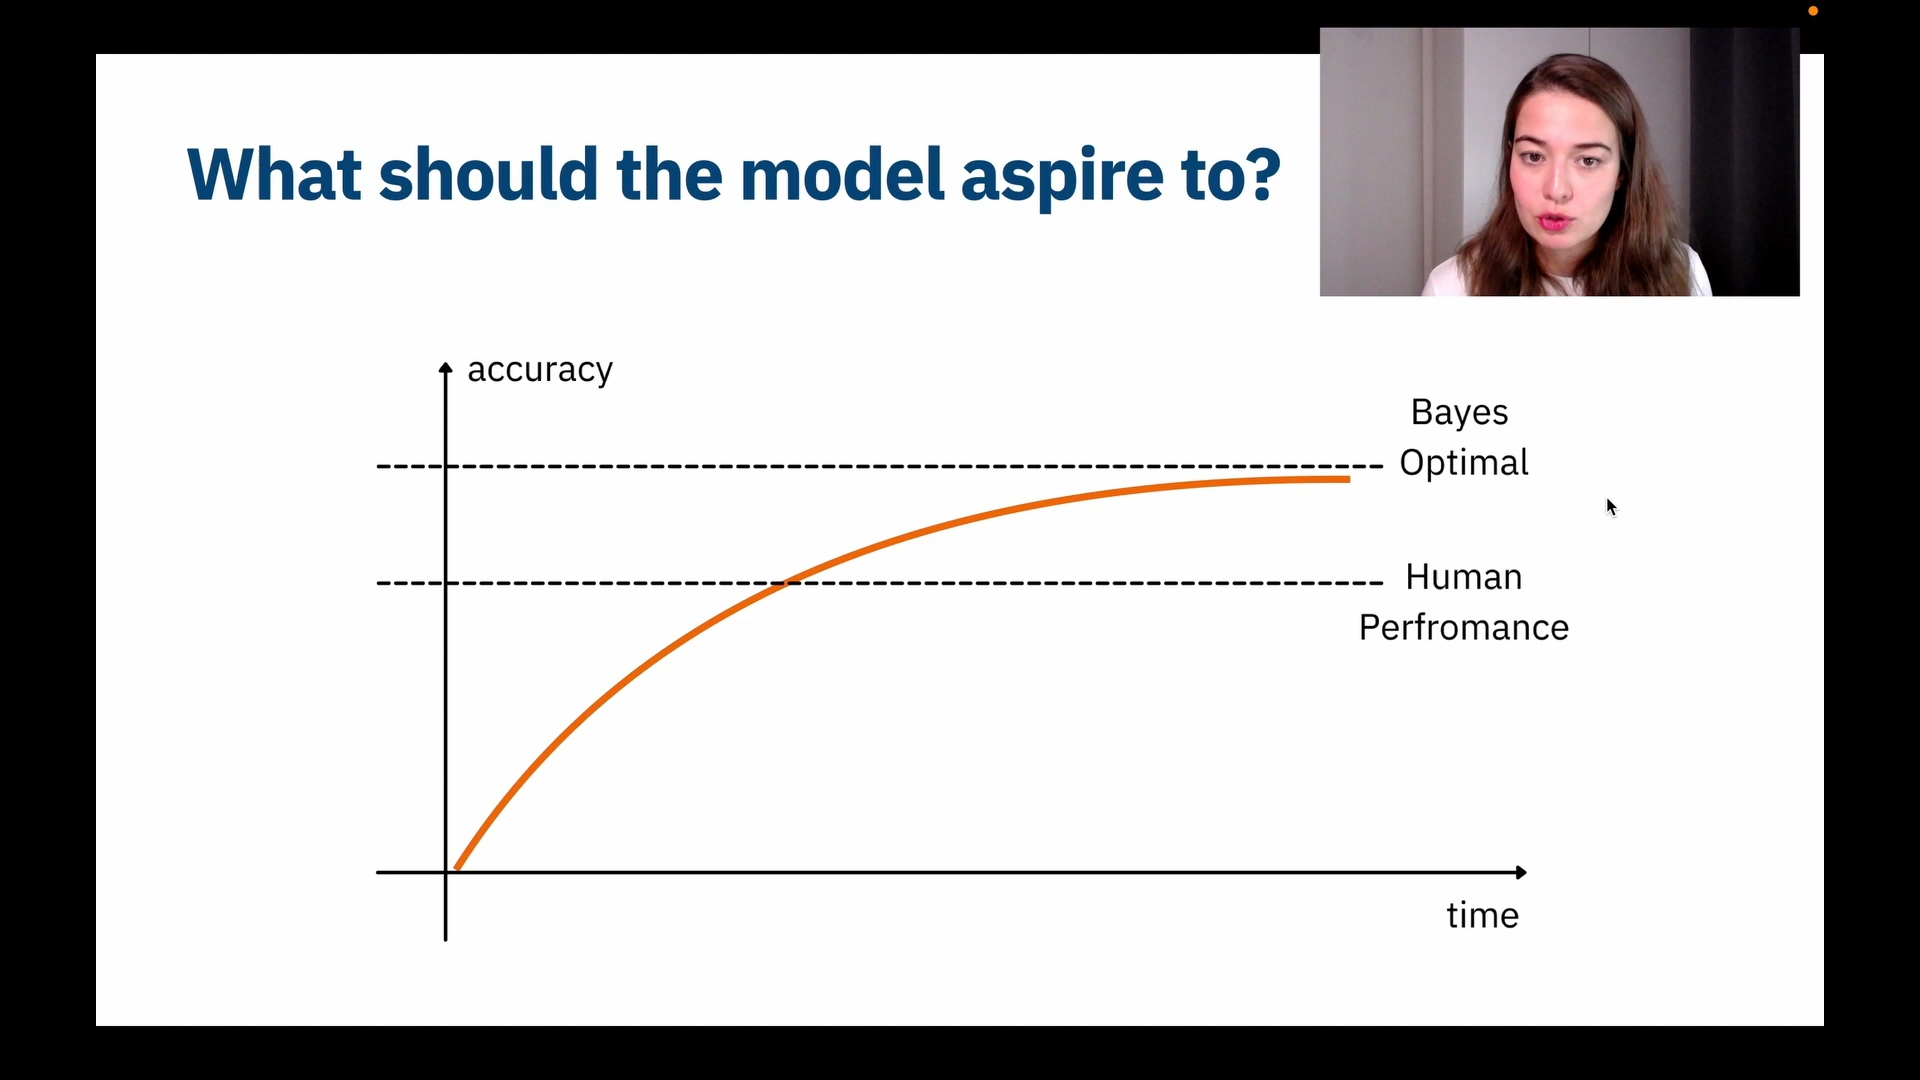 What should the model aspire to?
accuracy
Bayes
Optimal
Human
Perfromance
time